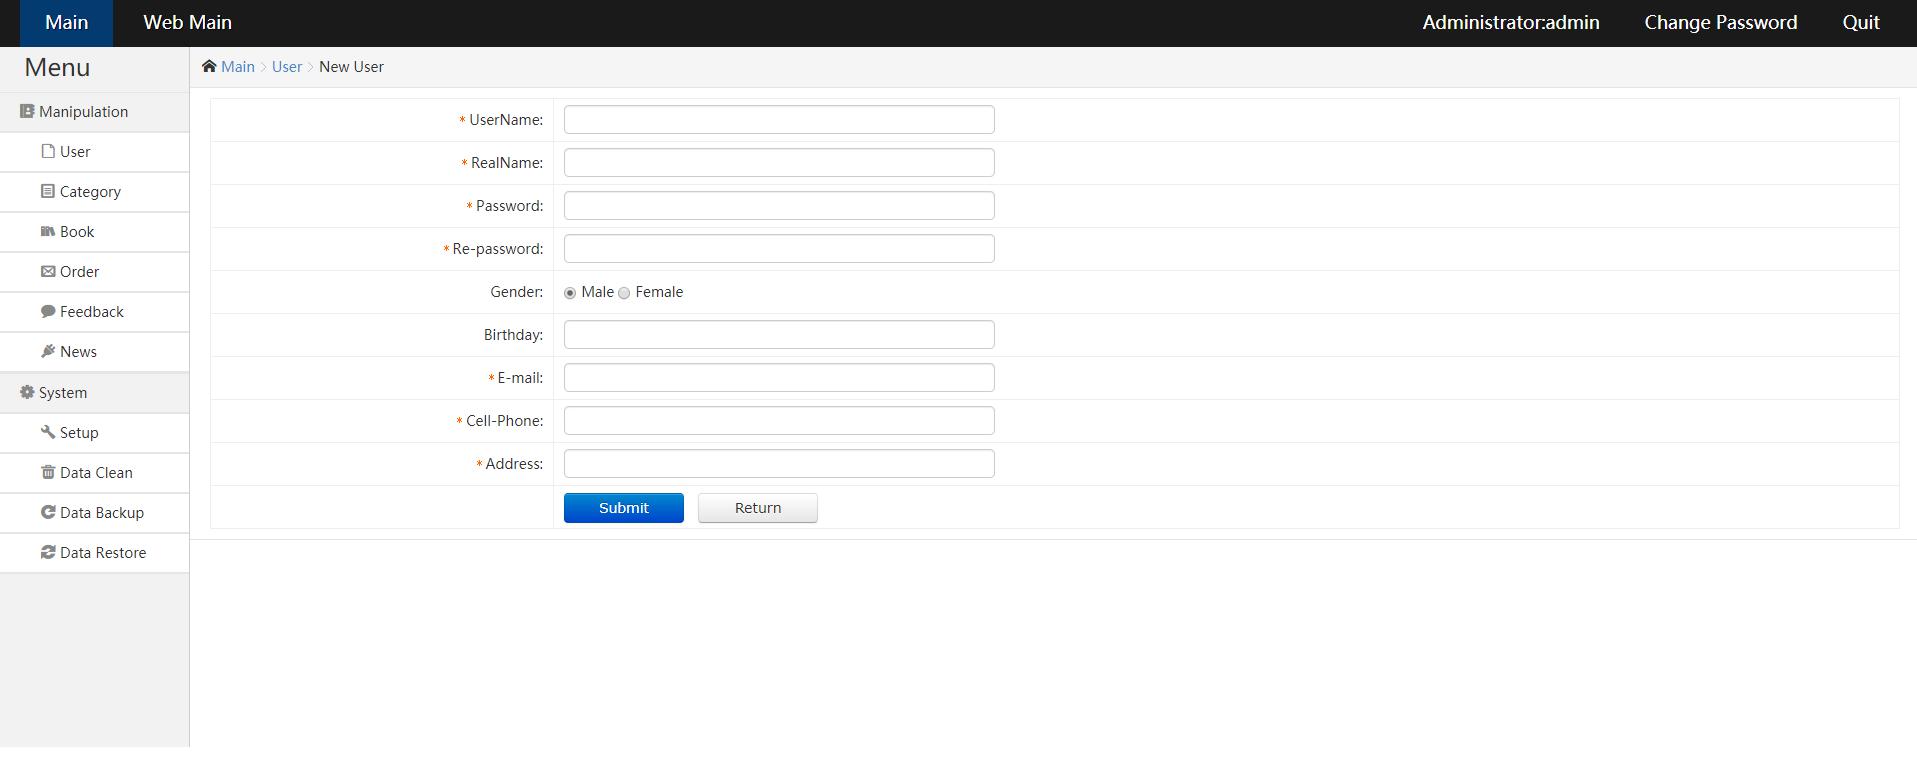 Main Web Main Administrator:admin Change Password Quit
Menu
Main > User > New User
Manipulation
User
Category
Book
Order
Feedback
News
System
Setup
Data Clean
Data Backup
Data Restore
* UserName:
* RealName:
* Password:
* Re-password:
Gender: Male Female
Birthday:
* E-mail:
* Cell-Phone:
* Address:
Submit Return